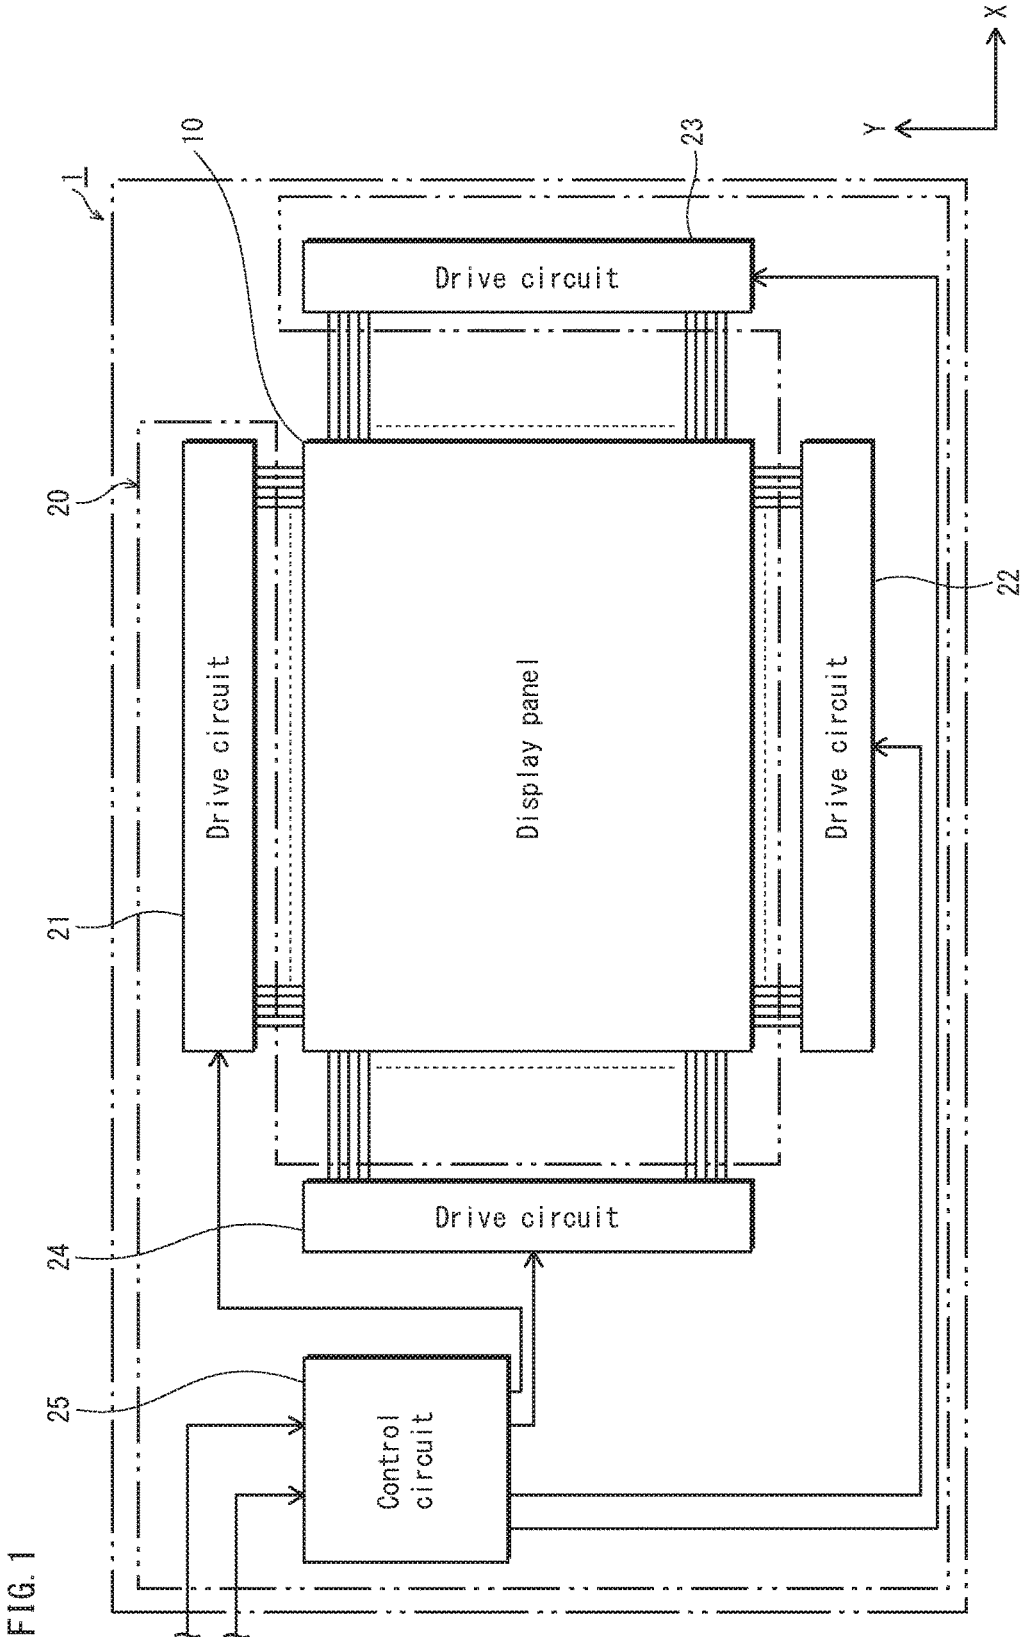 FIG. 1
1
20
10
21
Drive circuit
24
Drive circuit
25
Control
circuit
Display panel
Drive circuit
23
Drive circuit
22
Y
X